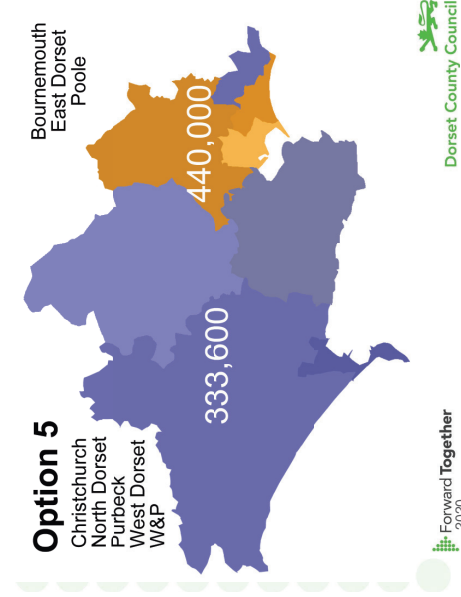 Option 5
Christchurch
North Dorset
Purbeck
West Dorset
W&P
Bournemouth
East Dorset
Poole
440,000
333,600
Forward Together
2020
Dorset County Council